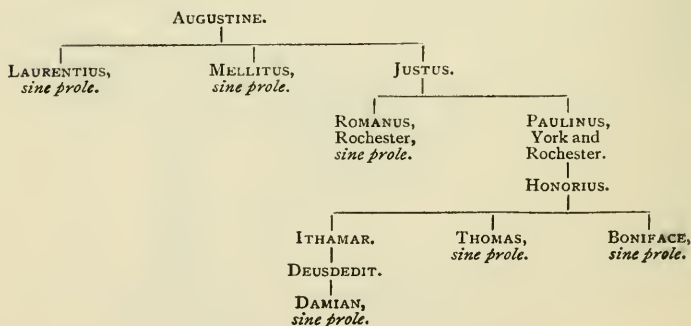 AUGUSTINE.
LAURENTIUS, MELLITUS, JUSTUS.
sine prole. sine prole.
ROMANUS, PAULINUS,
Rochester, York and
sine prole. Rochester.
HONORIUS.
ITHAMAR. THOMAS, BONIFACE,
sine prole. sine prole.
DEUSDEDIT.
DAMIAN,
sine prole.